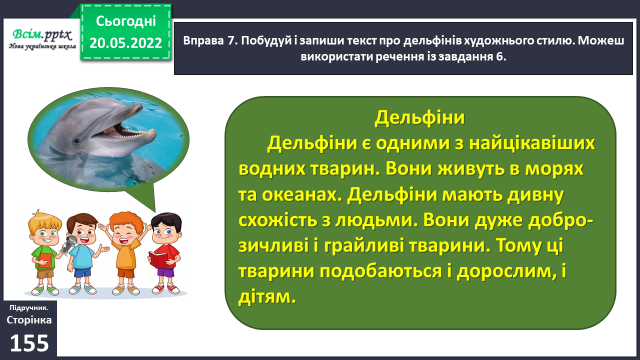 Всім.pptx
Нова українська школа
Сьогодні
20.05.2022
Вправа 7. Побудуй і запиши текст про дельфінів художнього стилю. Можеш
використати речення із завдання 6.
Дельфіни
Дельфіни є одними з найцікавіших
водних тварин. Вони живуть в морях
та океанах. Дельфіни мають дивну
схожість з людьми. Вони дуже добро-
зичливі і грайливі тварини. Тому ці
тварини подобаються і дорослим, і
дітям.
Підручник.
Сторінка
155